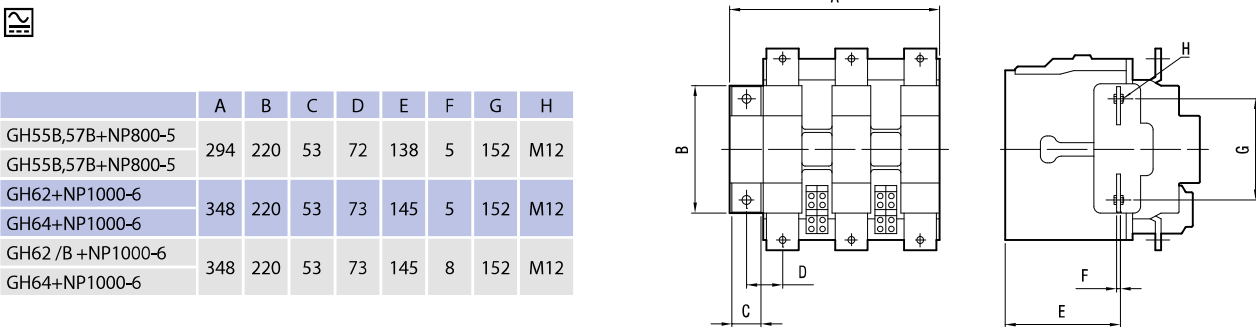 A B C D E F G H
GH55B,57B+NP800-5
294 220 53 72 138 5 152 M12
GH55B,57B+NP800-5
GH62+NP1000-6
348 220 53 73 145 5 152 M12
GH64+NP1000-6
GH62 /B +NP1000-6
348 220 53 73 145 8 152 M12
GH64+NP1000-6
A
H
B
G
D
F
C
E